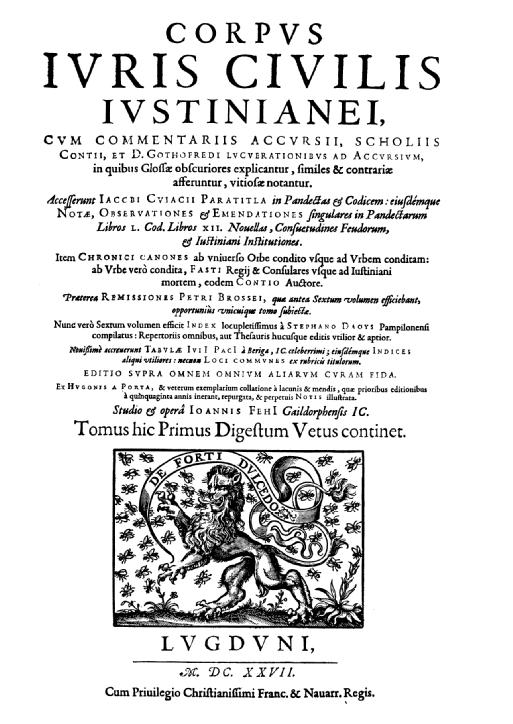 CORPVS
IVRIS CIVILIS
IVSTINIANEI,
CVM COMMENTARIIS ACCVRSII, SCHOLIIS
CONTII, ET D. GOTHOFREDI LVCVBRATIONIBVS AD ACCVRSIVM,
in quibus Glossæ obscuriores explicantur, similes & contrariæ
afferuntur, vitiosæ notantur.
Accesserunt IACOBI CVIACII PARATITLA in Pandectas & Codicem: eiusdémque
NOTÆ, OBSERVATIONES & EMENDATIONES singulares in Pandectarum
Libros L. Cod. Libros XII. Nouellas, Consuetudines Feudorum,
& Iustiniani Institutiones.
Item CHRONICI CANONES ab vniuerso Orbe condito vsque ad Vrbem conditam:
ab Vrbe verò condita, FASTI Regij & Consulares vsque ad Iustiniani
mortem, eodem CONTIO Auctore.
Præterea REMISSIONES PETRI BROSSEI, quæ antea Sextum volumen efficiebant,
opportuniùs vnicuique tomo subiectæ.
Nunc verò Sextum volumen efficit INDEX locupletissimus à STEPHANO DAOYS Pampilonensi
compilatus: Repertoriis omnibus, aut Thesauris hucusque editis vtilior & aptior.
Nouissimè accreuerunt TABVLÆ IVLI PACI à Beriga, IC. celeberrimi; eiusdémque INDICES
aliqui vtiliores: necnon LOCI COMMVNES ex rubricis titulorum.
EDITIO SVPRA OMNEM OMNIVM ALIARVM CVRAM FIDA.
Et HVGONIS A PORTA, & veterum exemplarium collatione à lacunis & mendis, quæ prioribus editionibus
à quinquaginta annis inerant, repurgata, & perpetuis NOTIS illustrata.
Studio & operâ IOANNIS FEHI Gaildorphensis IC.
Tomus hic Primus Digestum Vetus continet.
DE FORTI DVLCEDO
LVGDVNI,
M. DC. XXVII.
Cum Priuilegio Christianissimi Franc. & Nauarr. Regis.